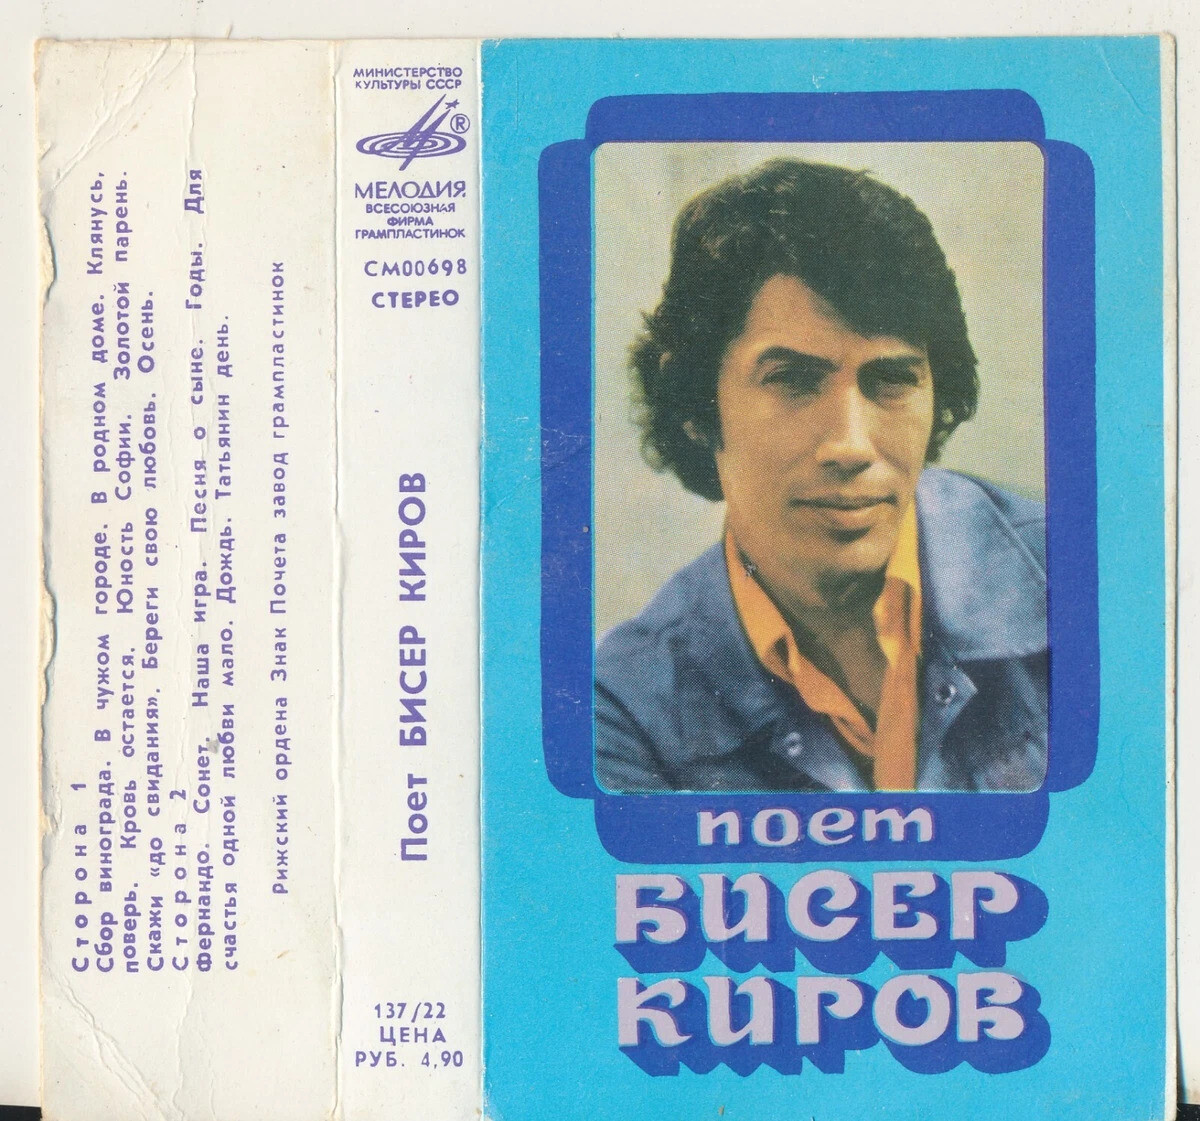 Сторона 1
Сбор винограда. В чужом городе. В родном доме. Клянусь,
поверь. Кровь остается. Юность Софии. Золотой парень.
Скажи «до свидания». Береги свою любовь. Осень.
Сторона 2
Фернандо. Сонет. Наша игра. Песня о сыне. Годы. Для
счастья одной любви мало. Дождь. Татьянин день.
Рижский ордена Знак Почета завод грампластинок
МИНИСТЕРСТВО
КУЛЬТУРЫ СССР
®
МЕЛОДИЯ
ВСЕСОЮЗНАЯ
ФИРМА
ГРАМПЛАСТИНОК
СМ00698
СТЕРЕО
Поет БИСЕР КИРОВ
137/22
ЦЕНА
РУБ. 4,90
поет
БИСЕР
КИРОВ